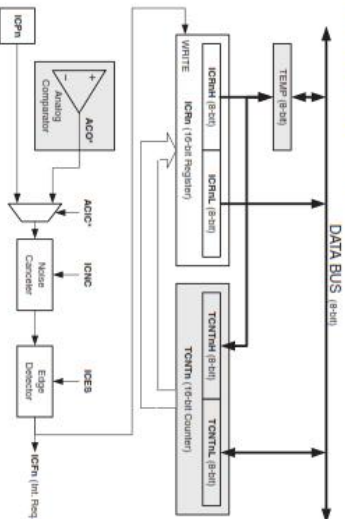 DATA BUS (8-bit)
TEMP (8-bit)
ICRnH (8-bit)
ICRnL (8-bit)
WRITE
ICRn (16-bit Register)
TCNTnH (8-bit)
TCNTnL (8-bit)
TCNTn (16-bit Counter)
ACO*
Analog
Comparator
ICPn
ACIC*
ICNC
ICES
Noise
Canceler
Edge
Detector
ICFn (Int. Req
-
+